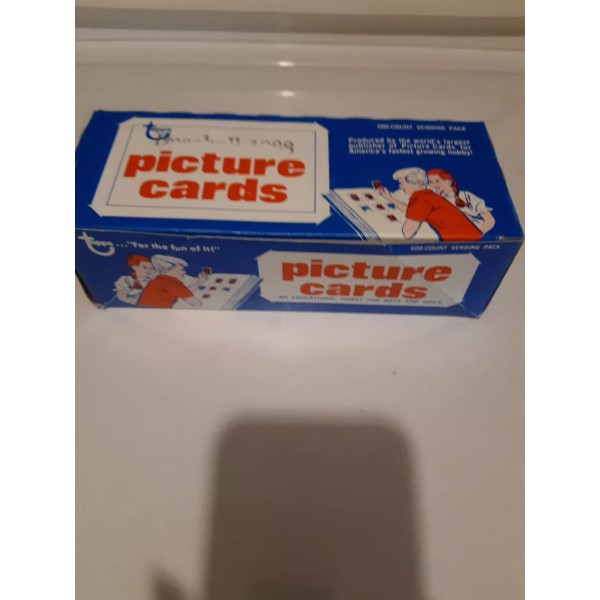 500-COUNT VENDING PACK
topps
Produced by the world's largest
publisher of Picture Cards for
America's fastest growing hobby!
picture
cards
topps..."For the fun of it!"
500-COUNT VENDING PACK
picture
cards
AN EDUCATIONAL HOBBY FOR BOYS AND GIRLS